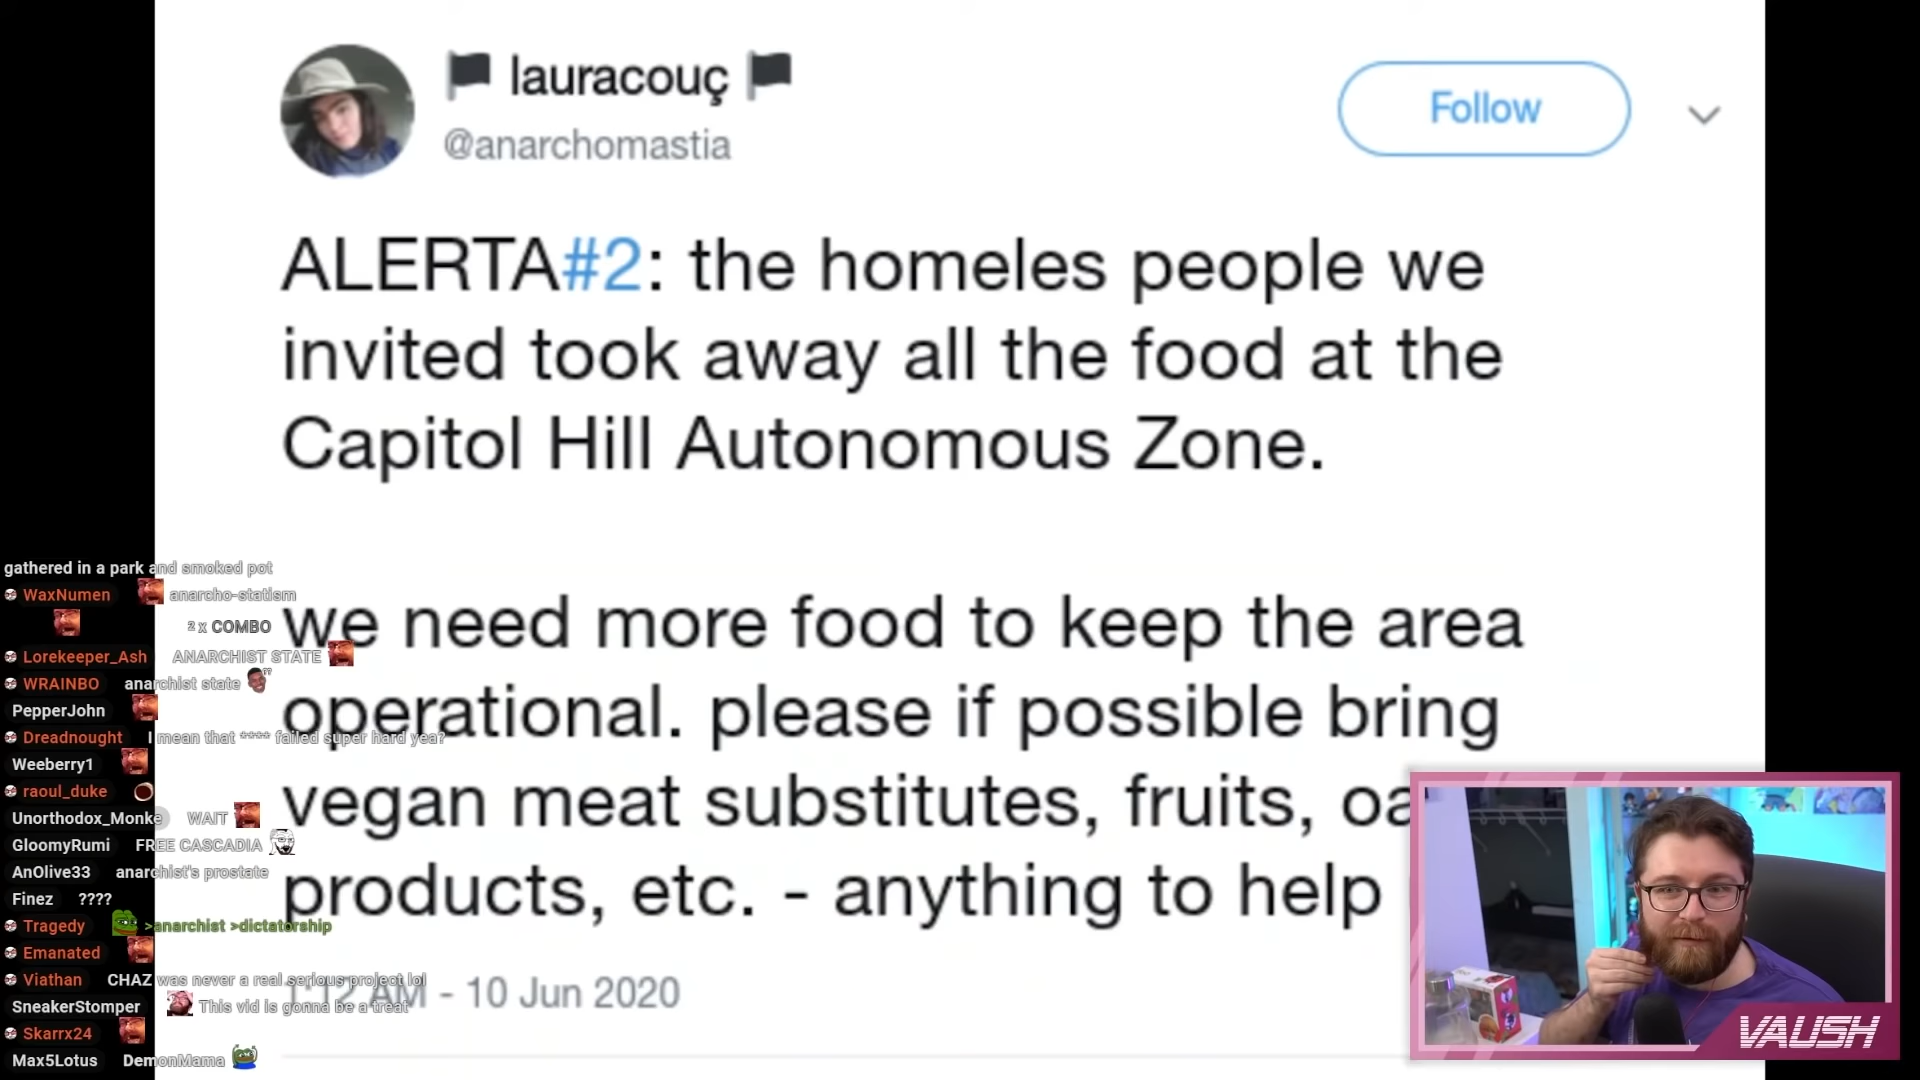 lauracouç
@anarchomastia
Follow
ALERTA#2: the homeles people we
invited took away all the food at the
Capitol Hill Autonomous Zone.
we need more food to keep the area
operational. please if possible bring
vegan meat substitutes, fruits, oa
products, etc. - anything to help
1:12 AM - 10 Jun 2020
gathered in a park and smoked pot
WaxNumen anarcho-statism
2 x COMBO
Lorekeeper_Ash ANARCHIST STATE
WRAINBO anarchist state
PepperJohn
Dreadnought I mean that **** failed super hard yea?
Weeberry1
raoul_duke
Unorthodox_Monke WAIT
GloomyRumi FREE CASCADIA
AnOlive33 anarchist's prostate
Finez ????
Tragedy >anarchist >dictatorship
Emanated
Viathan CHAZ was never a real serious project lol
SneakerStomper This vid is gonna be a treat
Skarrx24
Max5Lotus DemonMama
VAUSH